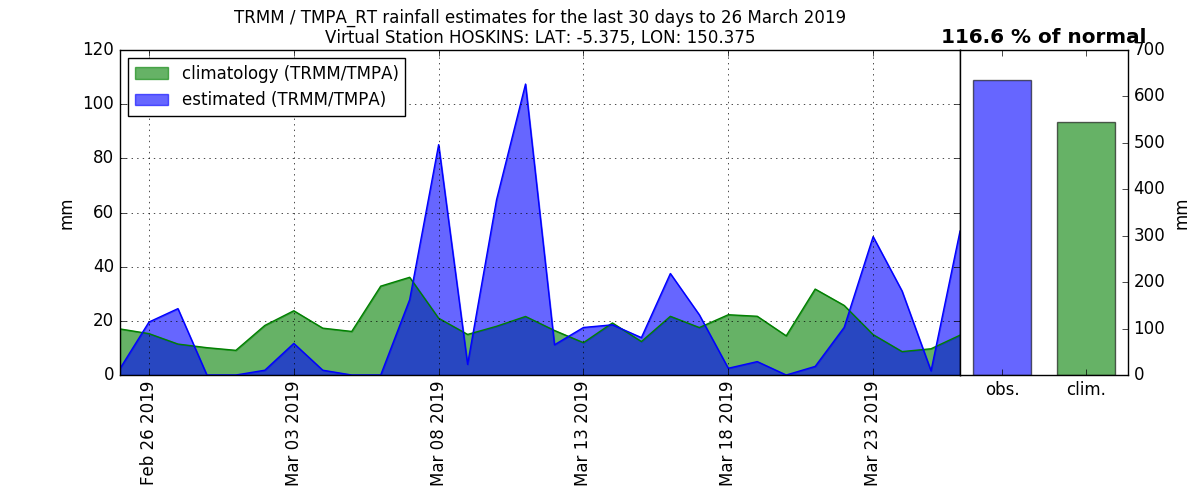 TRMM / TMPA_RT rainfall estimates for the last 30 days to 26 March 2019
Virtual Station HOSKINS: LAT: -5.375, LON: 150.375
116.6 % of normal
climatology (TRMM/TMPA)
estimated (TRMM/TMPA)
120
100
80
60
40
20
0
mm
Feb 26 2019
Mar 03 2019
Mar 08 2019
Mar 13 2019
Mar 18 2019
Mar 23 2019
obs.
clim.
700
600
500
400
300
200
100
0
mm